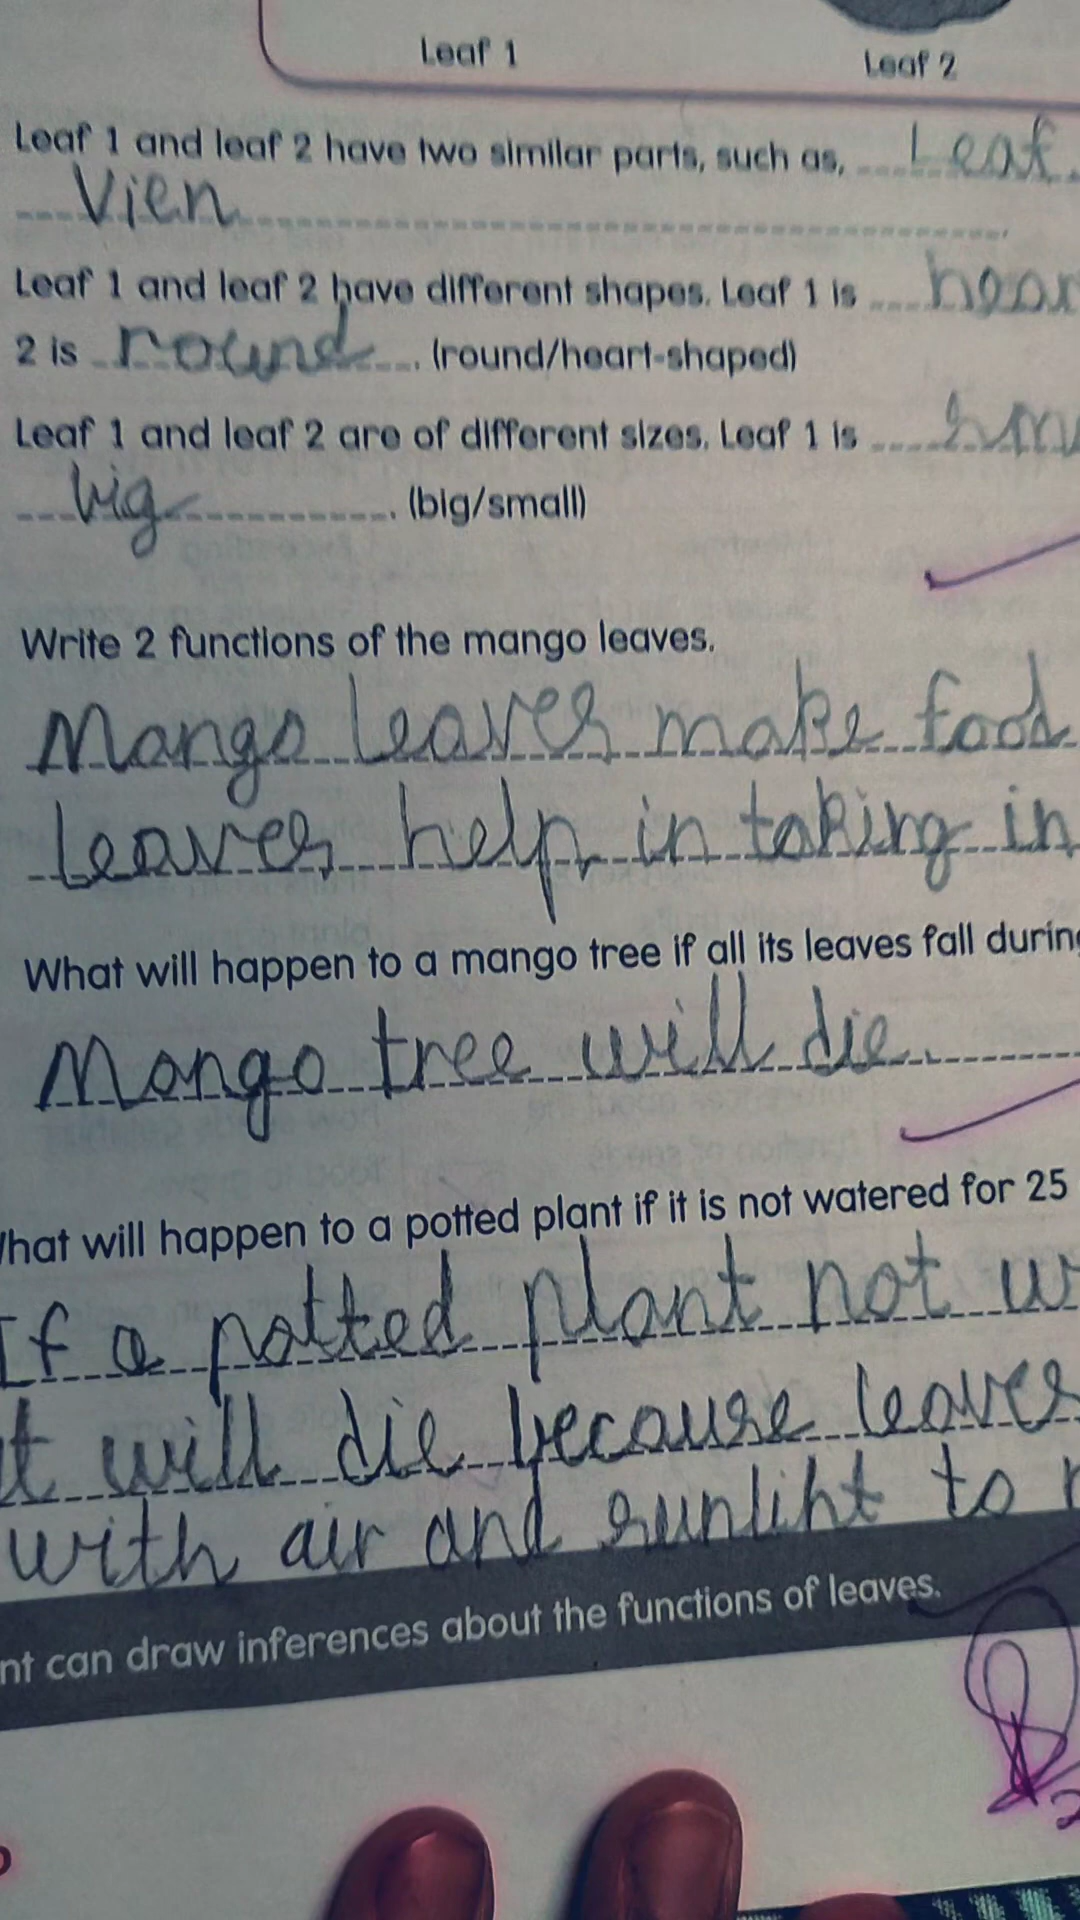 Leaf 1
Leaf 2
Leaf 1 and leaf 2 have two similar parts, such as, Leaf
Vien
Leaf 1 and leaf 2 have different shapes. Leaf 1 is hear
2 is round. (round/heart-shaped)
Leaf 1 and leaf 2 are of different sizes. Leaf 1 is sm
big. (big/small)
Write 2 functions of the mango leaves.
Mango leaves make food
Leaves help in taking in
What will happen to a mango tree if all its leaves fall during
Mango tree will die.
What will happen to a potted plant if it is not watered for 25
If a potted plant not w
t will die because leaves
with air and sunliht to
nt can draw inferences about the functions of leaves.